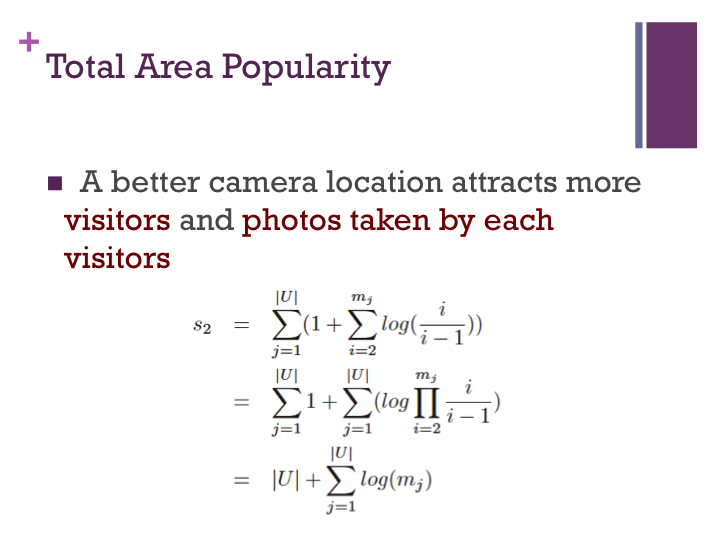 +
Total Area Popularity
■ A better camera location attracts more
visitors and photos taken by each
visitors
s₂ = \sum_{j=1}^{|U|}(1 + \sum_{i=2}^{m_j} log(\frac{i}{i-1}))
= \sum_{j=1}^{|U|} 1 + \sum_{j=1}^{|U|}(log \prod_{i=2}^{m_j} \frac{i}{i-1})
= |U| + \sum_{j=1}^{|U|} log(m_j)